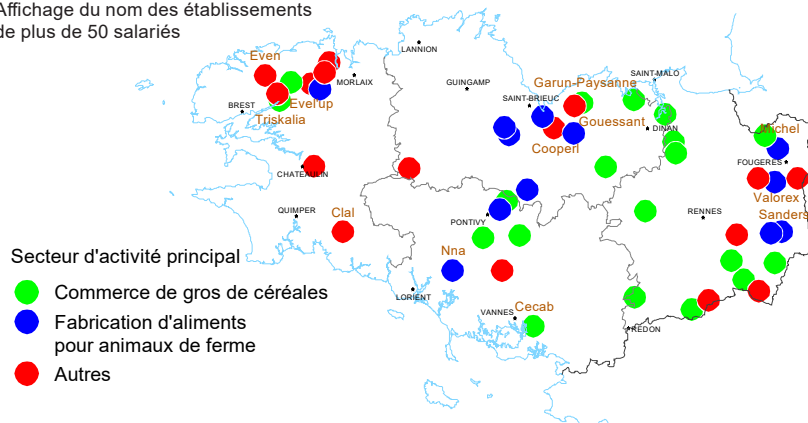 Affichage du nom des établissements
de plus de 50 salariés
LANNION
Even
MORLAIX
GUINGAMP
Garun-Paysanne
SAINT-MALO
BREST
Evel'up
SAINT-BRIEUC
Triskalia
Gouessant
DINAN
Michel
Cooperl
FOUGERES
CHATEAULIN
Valorex
QUIMPER
Clal
PONTIVY
RENNES
Sanders
Secteur d'activité principal
Nna
Commerce de gros de céréales
LORIENT
VANNES
Cecab
Fabrication d'aliments
pour animaux de ferme
REDON
Autres